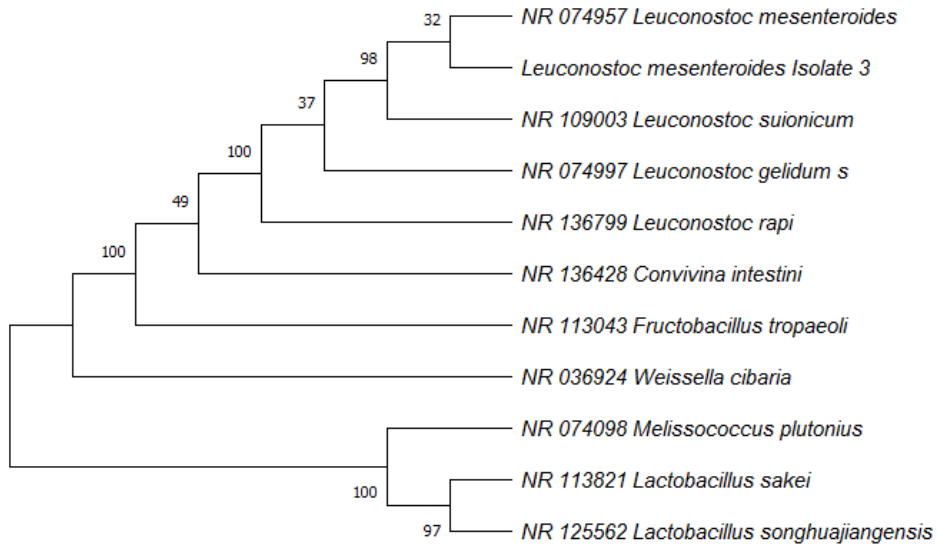 32
NR 074957 Leuconostoc mesenteroides
98
Leuconostoc mesenteroides Isolate 3
37
NR 109003 Leuconostoc suionicum
100
NR 074997 Leuconostoc gelidum s
49
NR 136799 Leuconostoc rapi
100
NR 136428 Convivina intestini
NR 113043 Fructobacillus tropaeoli
NR 036924 Weissella cibaria
NR 074098 Melissococcus plutonius
100
NR 113821 Lactobacillus sakei
97
NR 125562 Lactobacillus songhuajiangensis